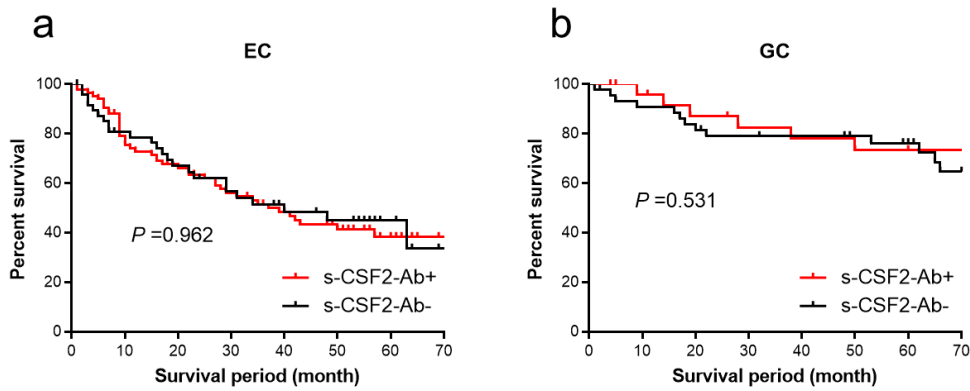 a
EC
Percent survival
100
80
60
40
20
0
P =0.962
s-CSF2-Ab+
s-CSF2-Ab-
0 10 20 30 40 50 60 70
Survival period (month)
b
GC
Percent survival
100
80
60
40
20
0
P =0.531
s-CSF2-Ab+
s-CSF2-Ab-
0 10 20 30 40 50 60 70
Survival period (month)